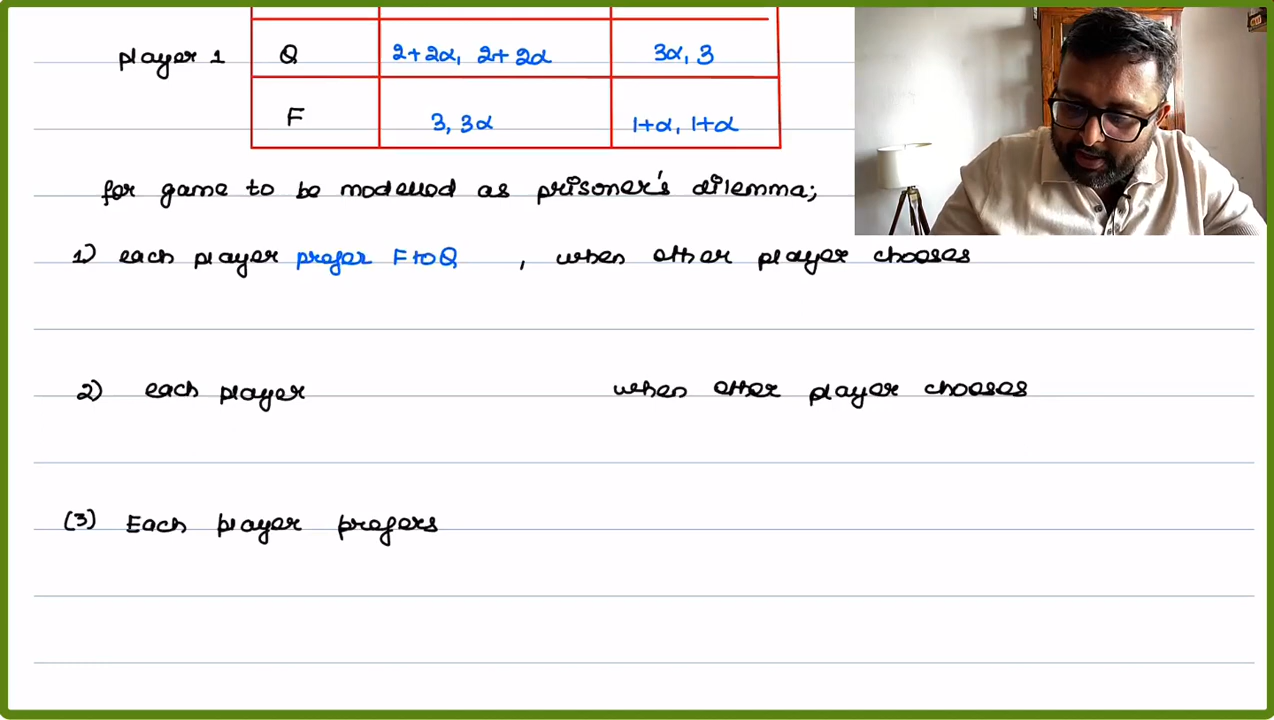 player 1 Q 2+2α, 2+2α 3α, 3
F 3, 3α 1+α, 1+α
for game to be modelled as prisoner's dilemma;
1) each player prefer F to Q , when other player chooses
2) each player when other player chooses
(3) Each player prefers